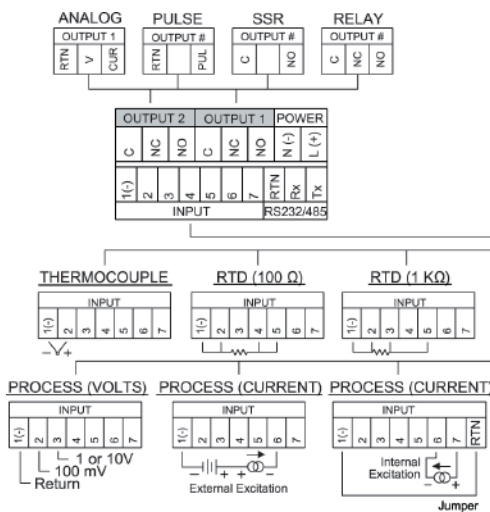 ANALOG PULSE SSR RELAY
OUTPUT 1 OUTPUT # OUTPUT # OUTPUT #
RTN V CUR RTN PUL C NO C NC NO
OUTPUT 2 OUTPUT 1 POWER
C NC NO C NC NO N (-) L (+)
1(-) 2 3 4 5 6 7 RTN Rx Tx
INPUT RS232/485
THERMOCOUPLE RTD (100 Ω) RTD (1 KΩ)
INPUT INPUT INPUT
1(-) 2 3 4 5 6 7 1(-) 2 3 4 5 6 7 1(-) 2 3 4 5 6 7
- +
PROCESS (VOLTS) PROCESS (CURRENT) PROCESS (CURRENT)
INPUT INPUT INPUT
1(-) 2 3 4 5 6 7 1(-) 2 3 4 5 6 7 1(-) 2 3 4 5 6 7 RTN
1 or 10V
100 mV
Return
- + + -
External Excitation
Internal
Excitation
- +
Jumper